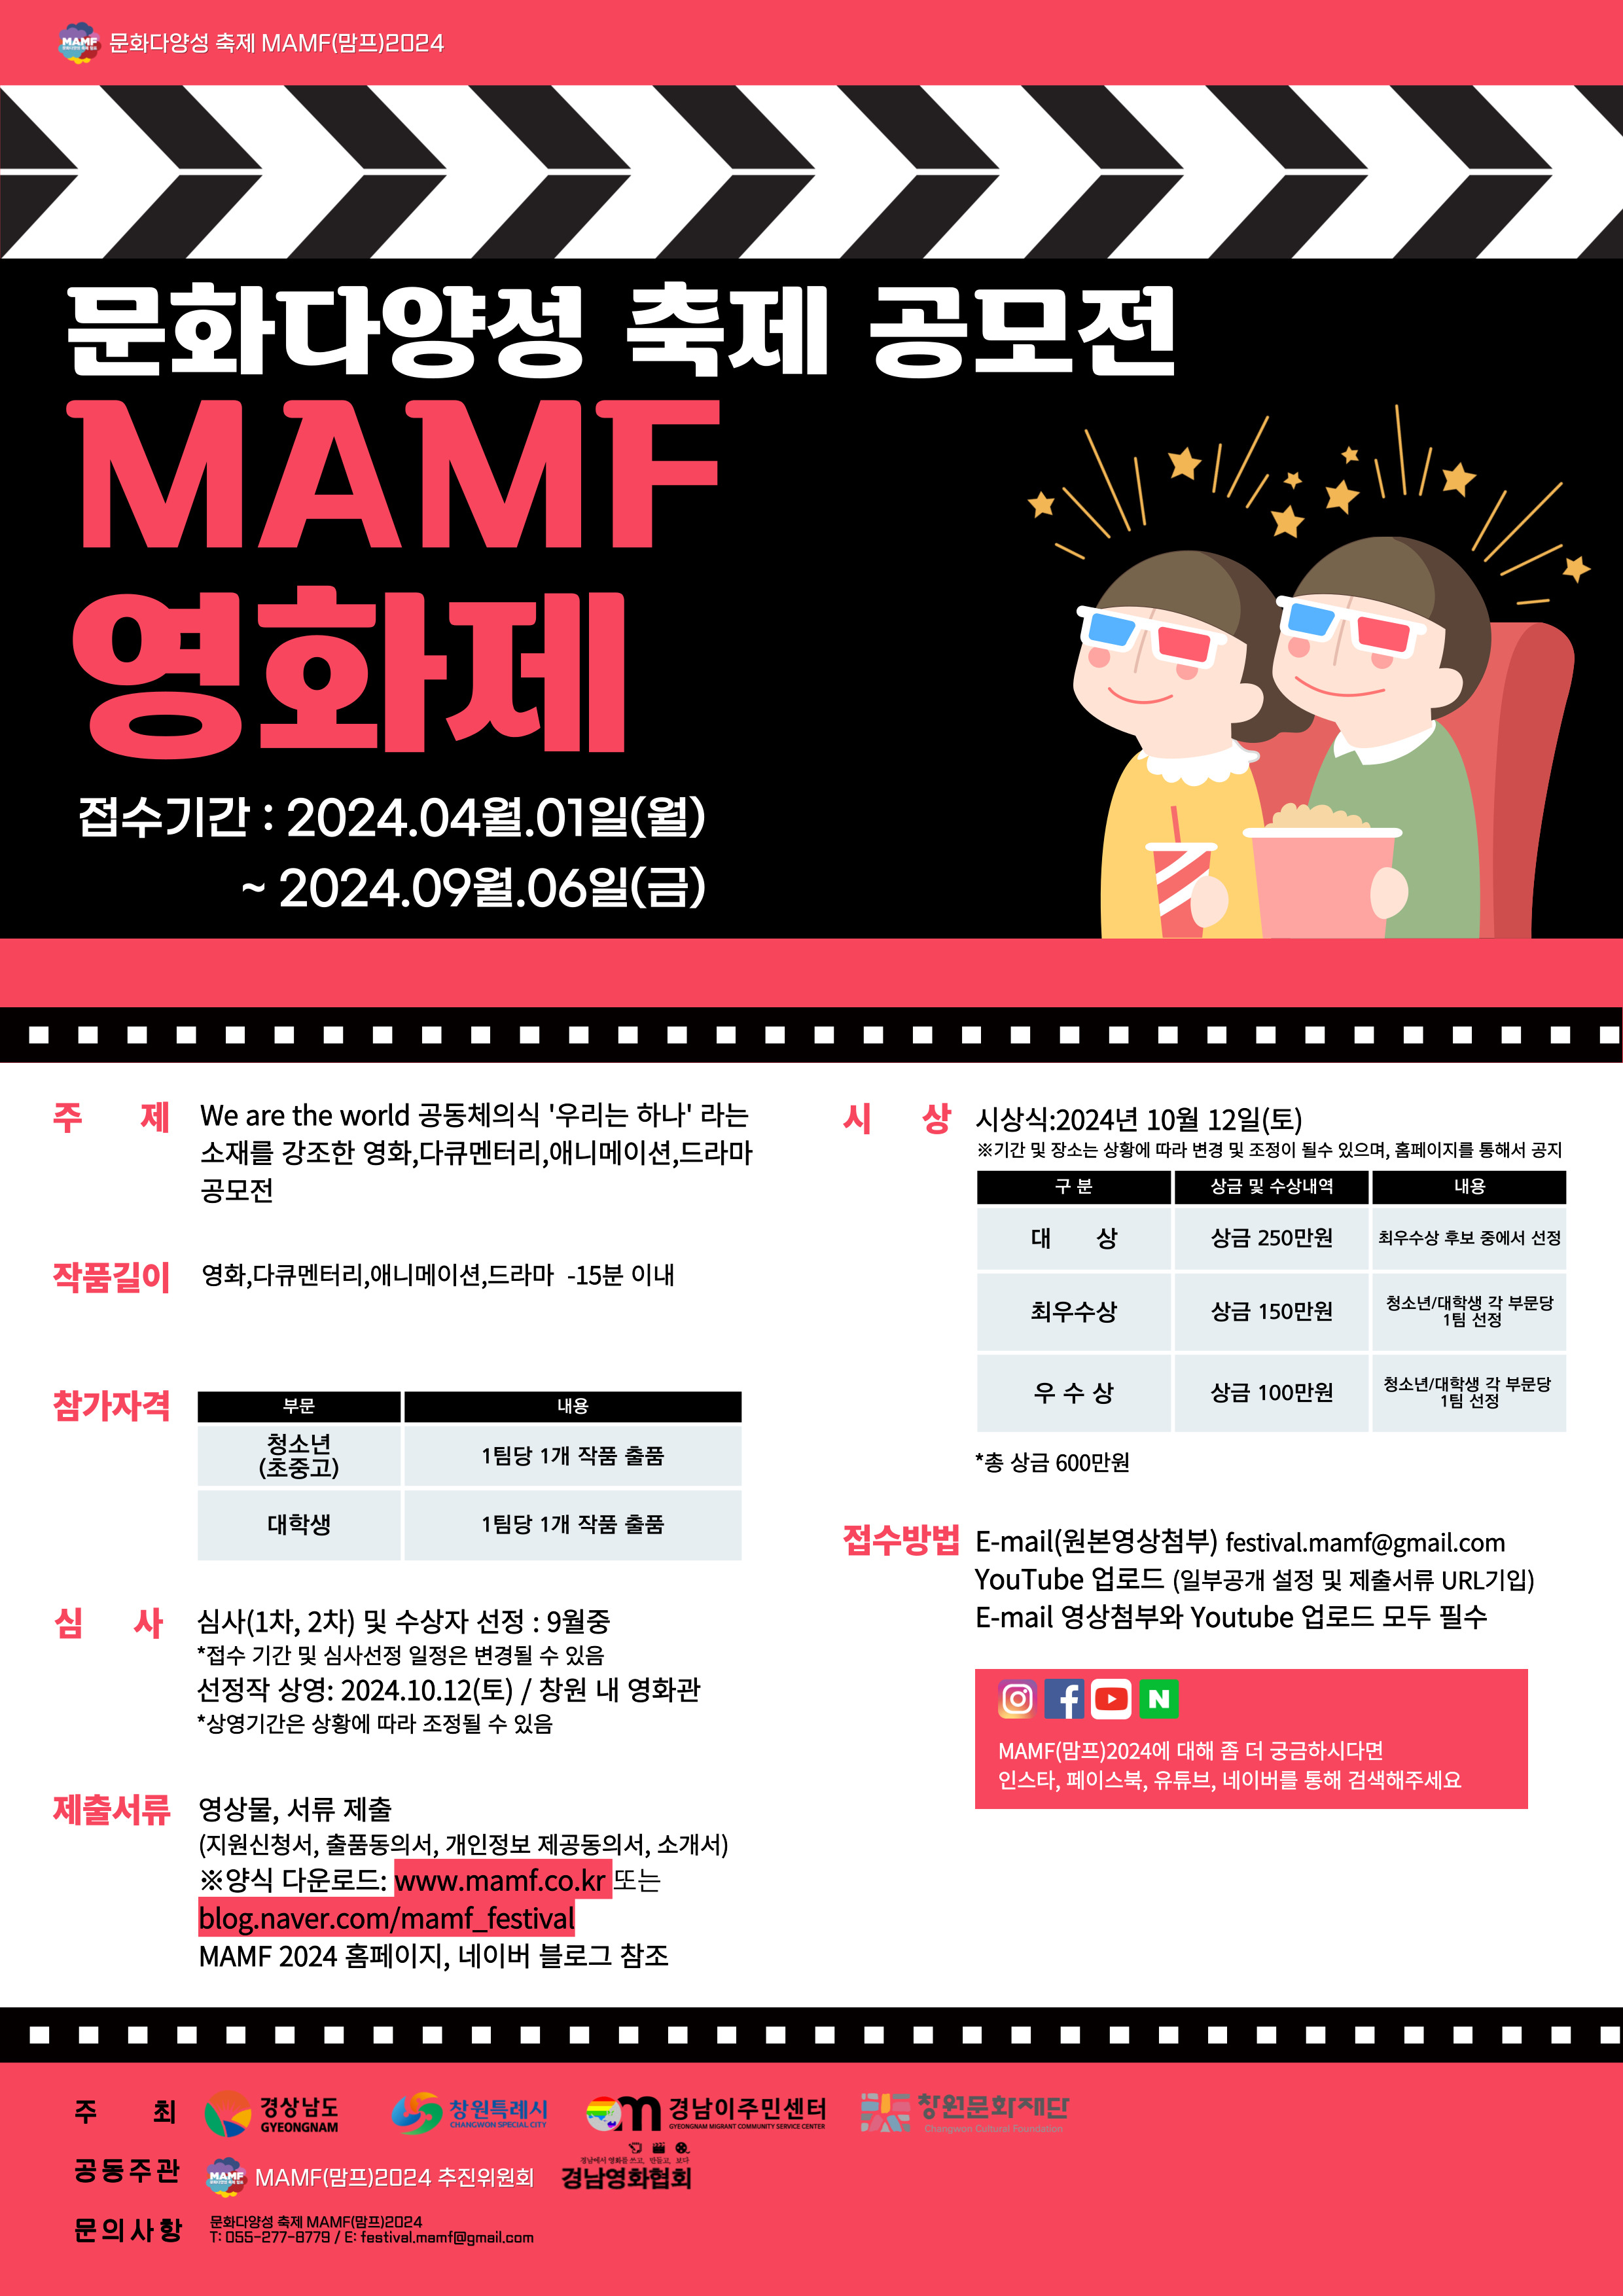 MAMF
문화다양성 축제 MAMF(맘프)2024
문화다양성 축제 공모전
MAMF
영화제
접수기간 : 2024.04월.01일(월)
~ 2024.09월.06일(금)
주 제
We are the world 공동체의식 '우리는 하나' 라는
소재를 강조한 영화,다큐멘터리,애니메이션,드라마
공모전
작품길이
영화,다큐멘터리,애니메이션,드라마 -15분 이내
참가자격
부문 내용
청소년
(초중고)
1팀당 1개 작품 출품
대학생 1팀당 1개 작품 출품
심 사
심사(1차, 2차) 및 수상자 선정 : 9월중
*접수 기간 및 심사선정 일정은 변경될 수 있음
선정작 상영: 2024.10.12(토) / 창원 내 영화관
*상영기간은 상황에 따라 조정될 수 있음
제출서류
영상물, 서류 제출
(지원신청서, 출품동의서, 개인정보 제공동의서, 소개서)
※양식 다운로드: www.mamf.co.kr 또는
blog.naver.com/mamf_festival
MAMF 2024 홈페이지, 네이버 블로그 참조
시 상
시상식:2024년 10월 12일(토)
※기간 및 장소는 상황에 따라 변경 및 조정이 될수 있으며, 홈페이지를 통해서 공지
구 분 상금 및 수상내역 내용
대 상 상금 250만원 최우수상 후보 중에서 선정
최우수상 상금 150만원 청소년/대학생 각 부문당
1팀 선정
우 수 상 상금 100만원 청소년/대학생 각 부문당
1팀 선정
*총 상금 600만원
접수방법
E-mail(원본영상첨부) festival.mamf@gmail.com
YouTube 업로드 (일부공개 설정 및 제출서류 URL기입)
E-mail 영상첨부와 Youtube 업로드 모두 필수
MAMF(맘프)2024에 대해 좀 더 궁금하시다면
인스타, 페이스북, 유튜브, 네이버를 통해 검색해주세요
주 최
경상남도
GYEONGNAM
창원특례시
CHANGWON SPECIAL CITY
경남이주민센터
GYEONGNAM MIGRANT COMMUNITY SERVICE CENTER
창원문화재단
Changwon Cultural Foundation
공동주관
MAMF
MAMF(맘프)2024 추진위원회
경남에서 영화를 쓰고, 만들고, 보다
경남영화협회
문의사항
문화다양성 축제 MAMF(맘프)2024
T: 055-277-8779 / E: festival.mamf@gmail.com